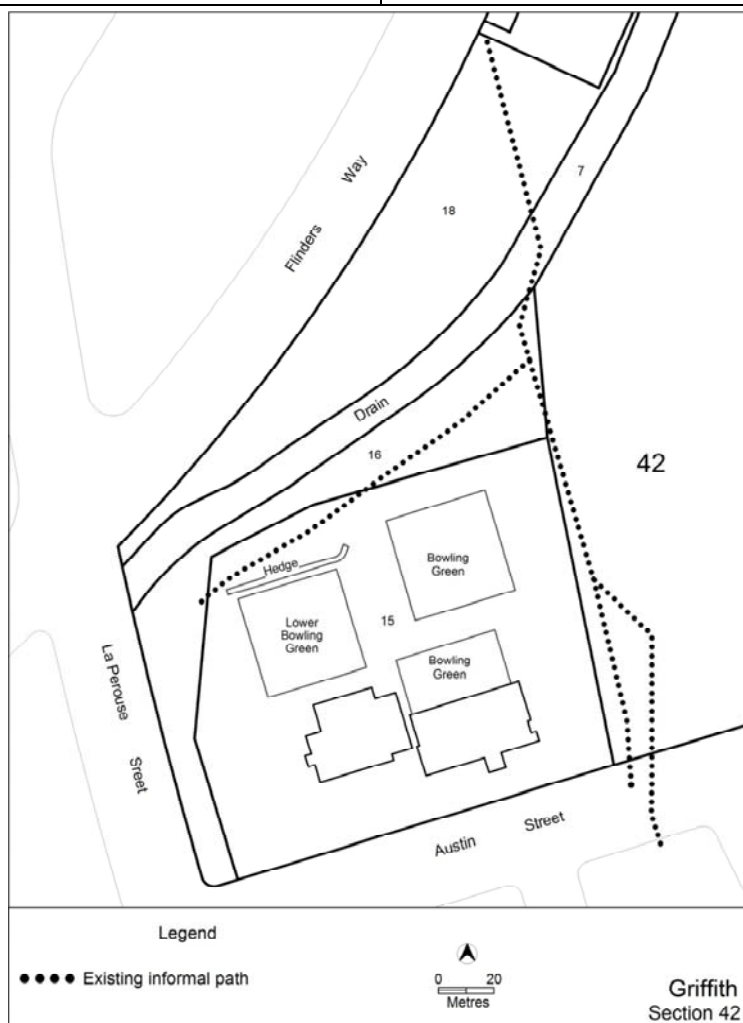 Flinders Way
18
7
Drain
16
42
Hedge
Bowling
Green
Lower
Bowling
Green
15
Bowling
Green
La Perouse Sreet
Austin Street
Legend
Existing informal path
0 20
Metres
Griffith
Section 42